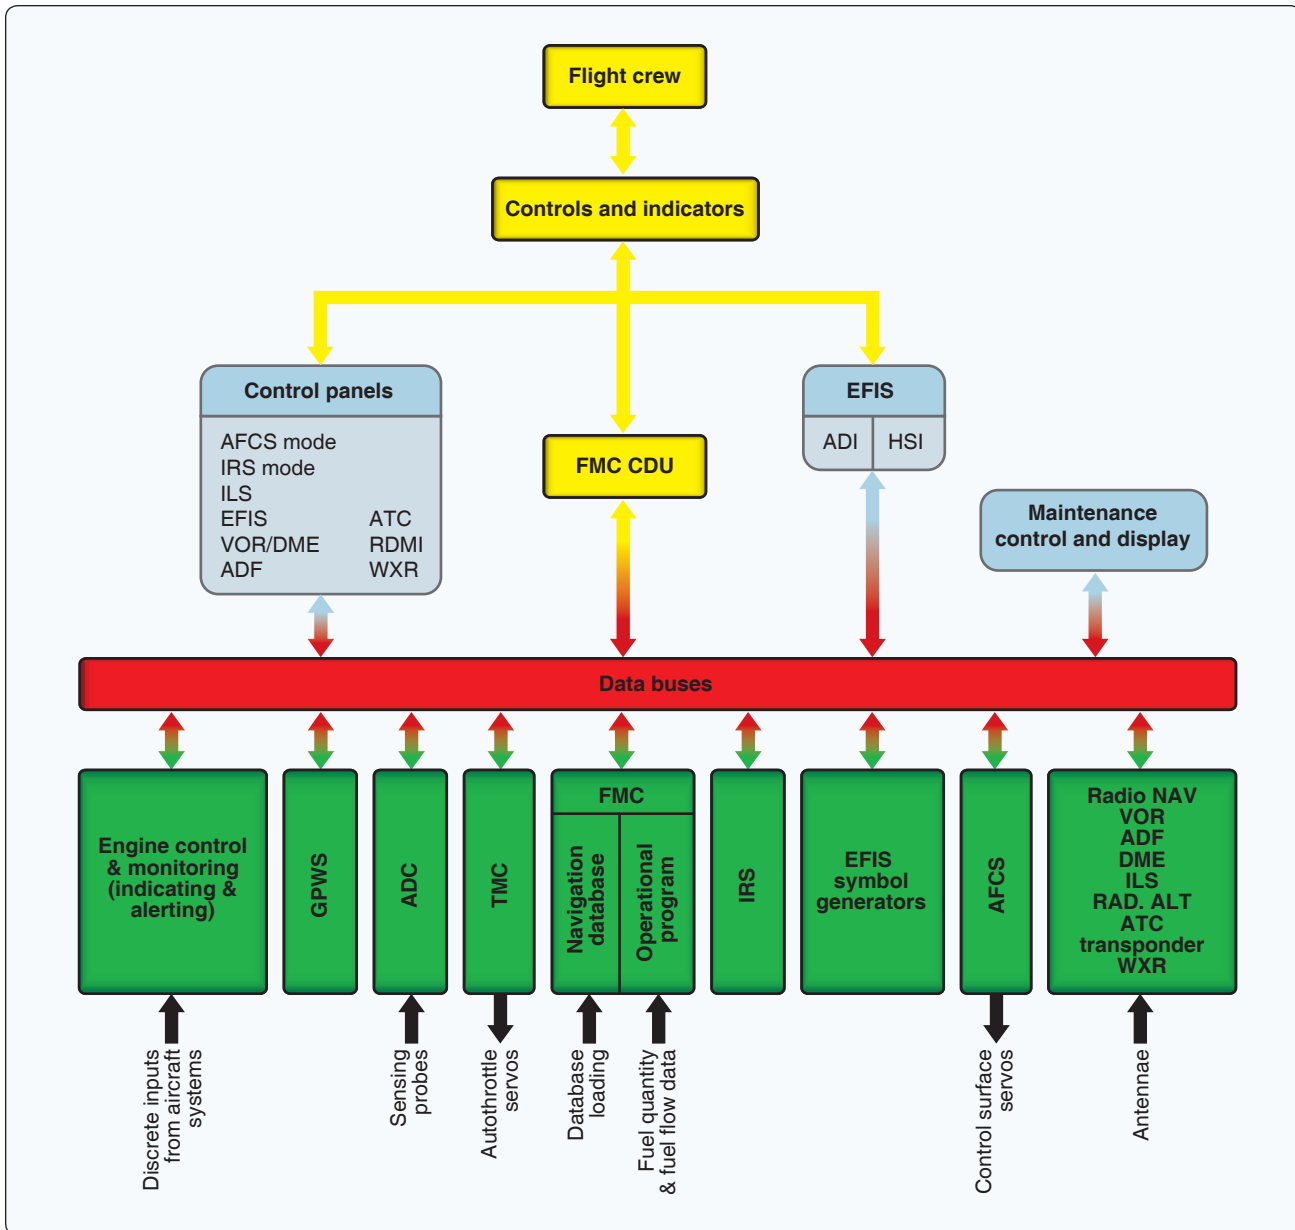 Flight crew
Controls and indicators
Control panels
AFCS mode
IRS mode
ILS
EFIS
VOR/DME
ADF
ATC
RDMI
WXR
FMC CDU
EFIS
ADI
HSI
Maintenance
control and display
Data buses
Engine control
& monitoring
(indicating &
alerting)
GPWS
ADC
TMC
FMC
Navigation
database
Operational
program
IRS
EFIS
symbol
generators
AFCS
Radio NAV
VOR
ADF
DME
ILS
RAD. ALT
ATC
transponder
WXR
Discrete inputs
from aircraft
systems
Sensing
probes
Autothrottle
servos
Database
loading
Fuel quantity
& fuel flow data
Control surface
servos
Antennae